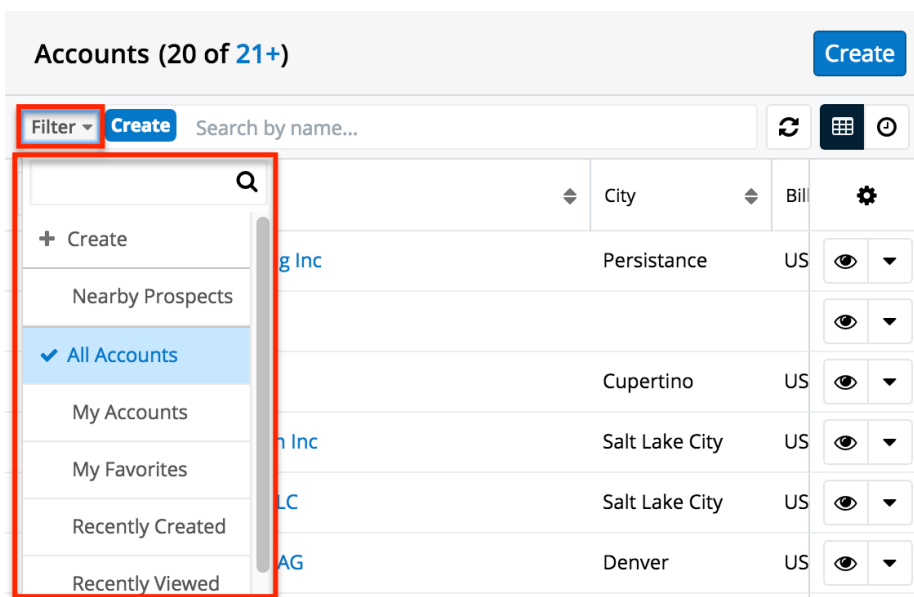 Accounts (20 of 21+)
Create
Filter
Create
Search by name...
City
Bill
Create
g Inc
Persistance
US
Nearby Prospects
All Accounts
Cupertino
US
My Accounts
n Inc
Salt Lake City
US
My Favorites
LC
Salt Lake City
US
Recently Created
AG
Denver
US
Recently Viewed